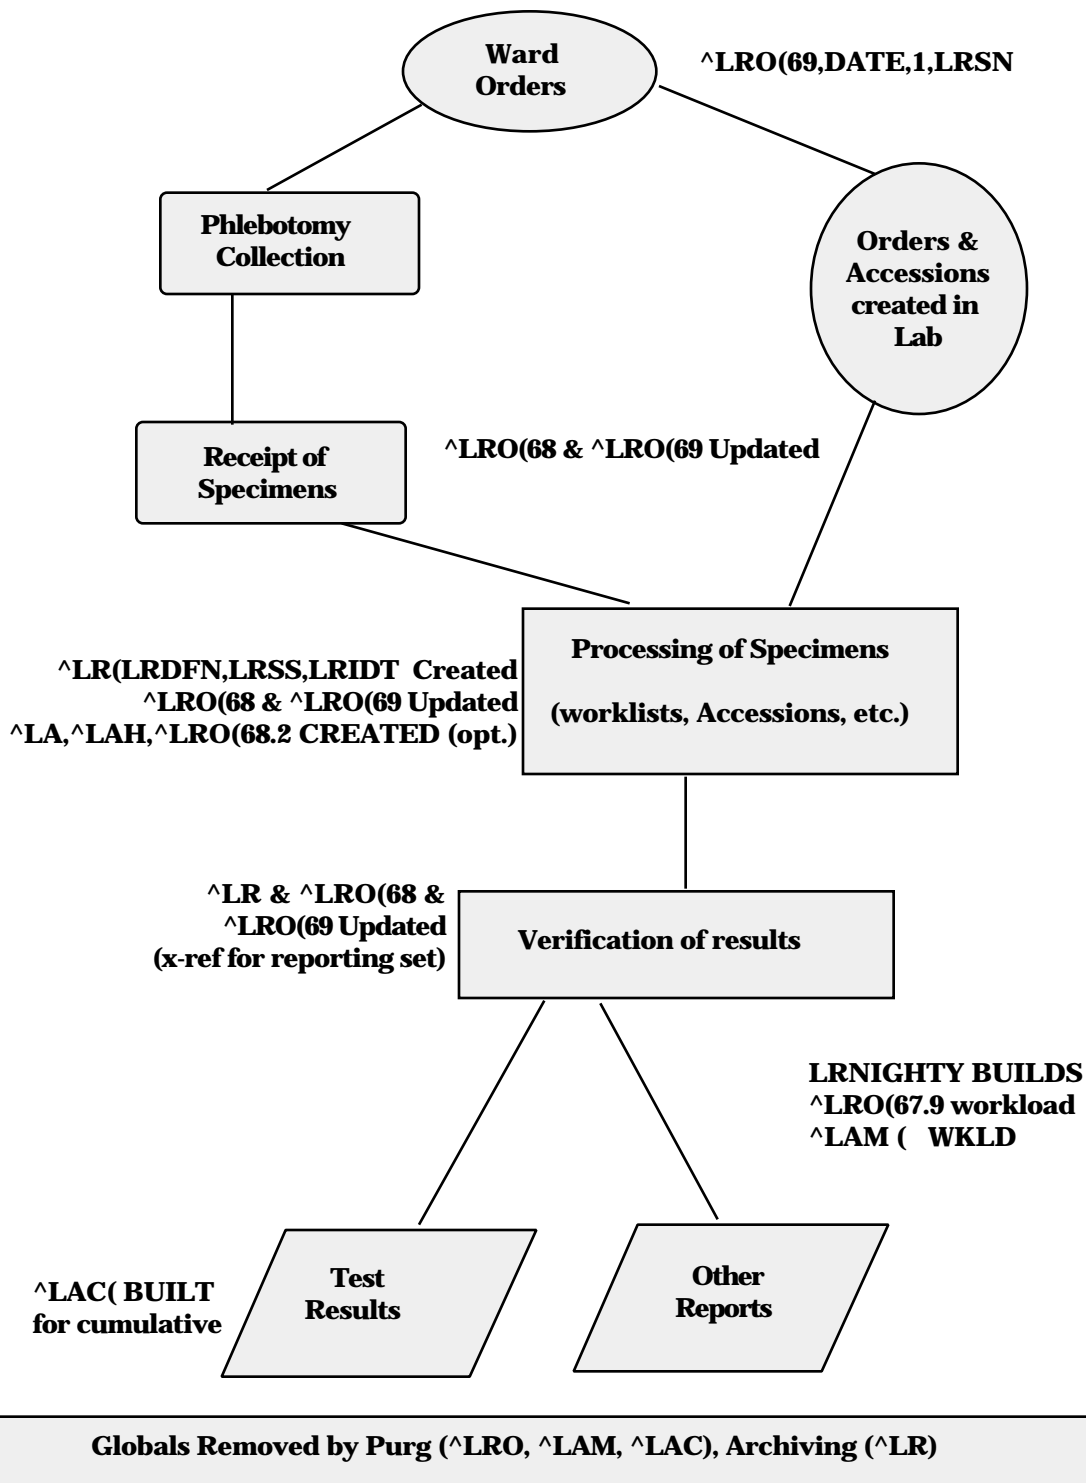 Ward
Orders
^LRO(69,DATE,1,LRSN
Phlebotomy
Collection
Orders &
Accessions
created in
Lab
Receipt of
Specimens
^LRO(68 & ^LRO(69 Updated
Processing of Specimens
(worklists, Accessions, etc.)
^LR(LRDFN,LRSS,LRIDT  Created
^LRO(68 & ^LRO(69 Updated
^LA,^LAH,^LRO(68.2 CREATED (opt.)
^LR & ^LRO(68 &
^LRO(69 Updated
(x-ref for reporting set)
Verification of results
LRNIGHTY BUILDS
^LRO(67.9 workload
^LAM (   WKLD
^LAC( BUILT
for cumulative
Test
Results
Other
Reports
Globals Removed by Purg (^LRO, ^LAM, ^LAC), Archiving (^LR)